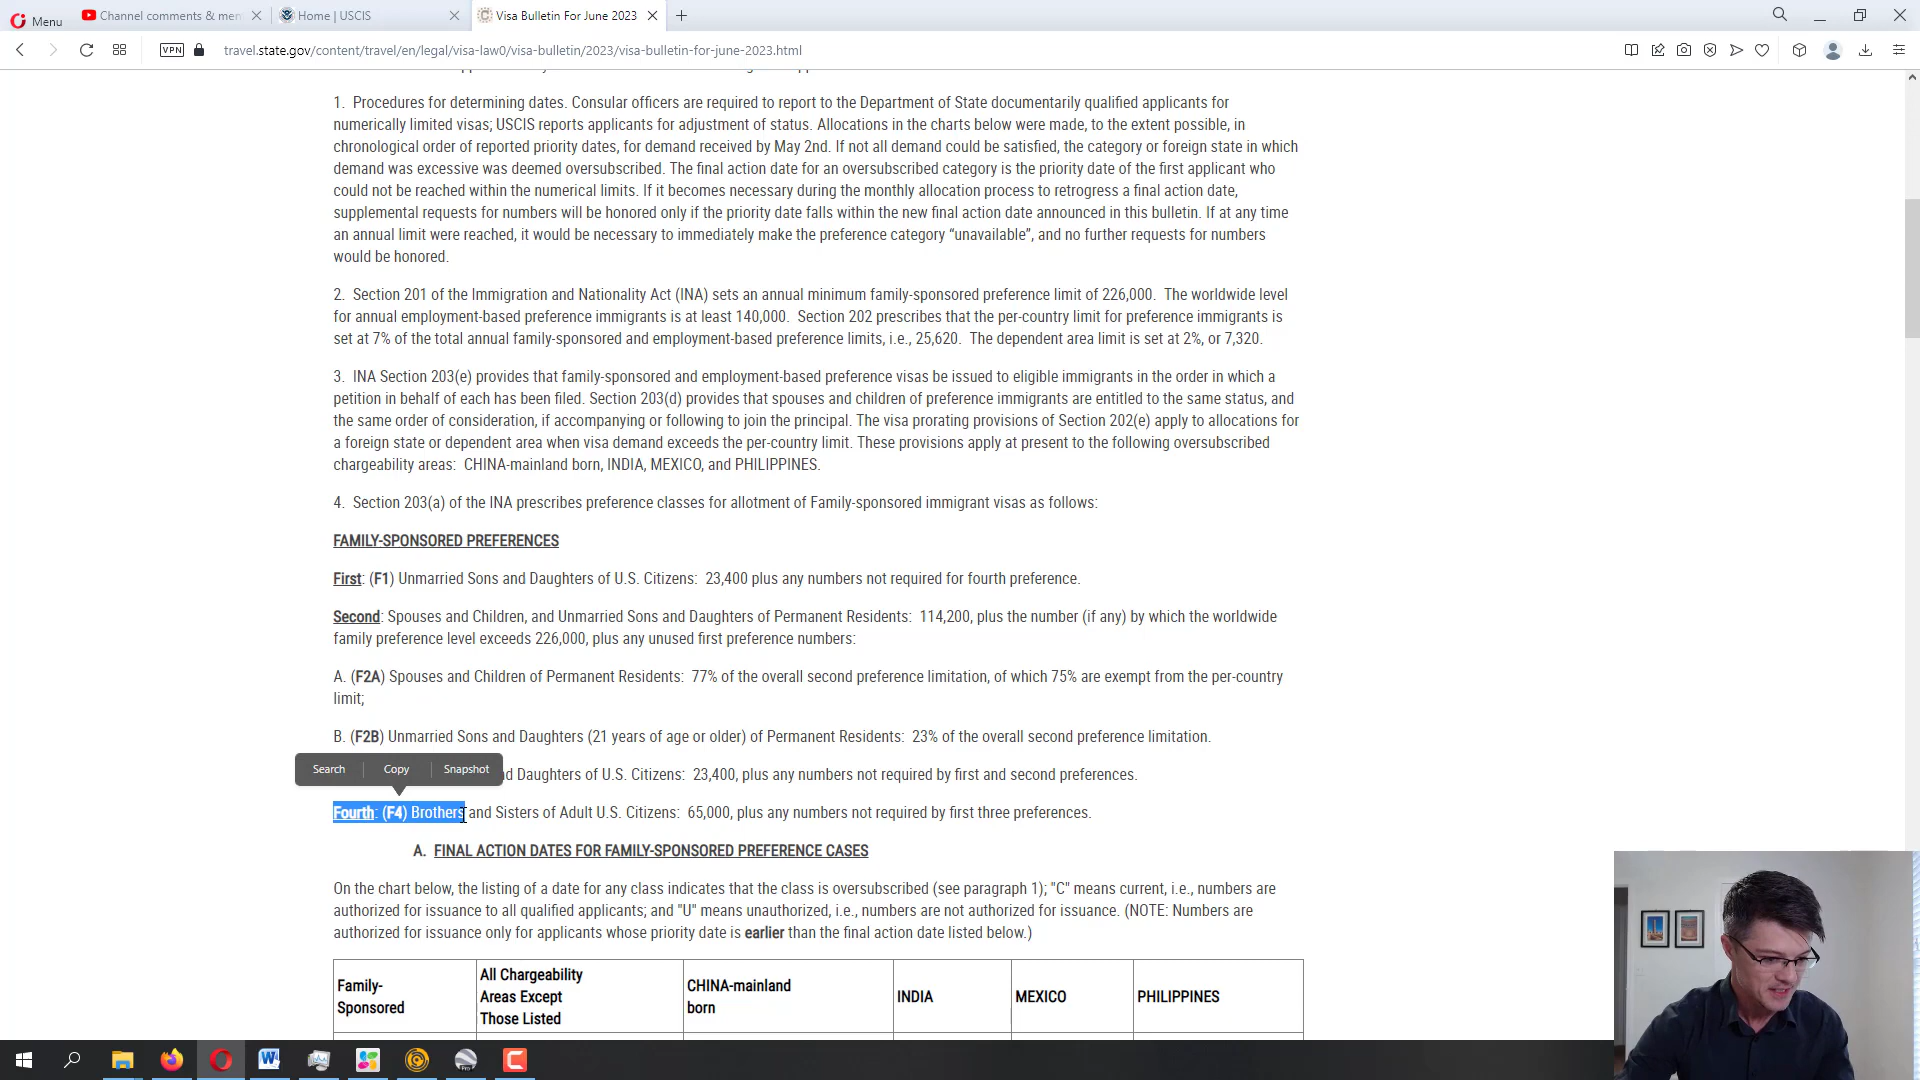 Menu
Channel comments & men
Home | USCIS
Visa Bulletin For June 2023
VPN
travel.state.gov/content/travel/en/legal/visa-law0/visa-bulletin/2023/visa-bulletin-for-june-2023.html
1. Procedures for determining dates. Consular officers are required to report to the Department of State documentarily qualified applicants for
numerically limited visas; USCIS reports applicants for adjustment of status. Allocations in the charts below were made, to the extent possible, in
chronological order of reported priority dates, for demand received by May 2nd. If not all demand could be satisfied, the category or foreign state in which
demand was excessive was deemed oversubscribed. The final action date for an oversubscribed category is the priority date of the first applicant who
could not be reached within the numerical limits. If it becomes necessary during the monthly allocation process to retrogress a final action date,
supplemental requests for numbers will be honored only if the priority date falls within the new final action date announced in this bulletin. If at any time
an annual limit were reached, it would be necessary to immediately make the preference category “unavailable”, and no further requests for numbers
would be honored.
2. Section 201 of the Immigration and Nationality Act (INA) sets an annual minimum family-sponsored preference limit of 226,000. The worldwide level
for annual employment-based preference immigrants is at least 140,000. Section 202 prescribes that the per-country limit for preference immigrants is
set at 7% of the total annual family-sponsored and employment-based preference limits, i.e., 25,620. The dependent area limit is set at 2%, or 7,320.
3. INA Section 203(e) provides that family-sponsored and employment-based preference visas be issued to eligible immigrants in the order in which a
petition in behalf of each has been filed. Section 203(d) provides that spouses and children of preference immigrants are entitled to the same status, and
the same order of consideration, if accompanying or following to join the principal. The visa prorating provisions of Section 202(e) apply to allocations for
a foreign state or dependent area when visa demand exceeds the per-country limit. These provisions apply at present to the following oversubscribed
chargeability areas: CHINA-mainland born, INDIA, MEXICO, and PHILIPPINES.
4. Section 203(a) of the INA prescribes preference classes for allotment of Family-sponsored immigrant visas as follows:
FAMILY-SPONSORED PREFERENCES
First: (F1) Unmarried Sons and Daughters of U.S. Citizens: 23,400 plus any numbers not required for fourth preference.
Second: Spouses and Children, and Unmarried Sons and Daughters of Permanent Residents: 114,200, plus the number (if any) by which the worldwide
family preference level exceeds 226,000, plus any unused first preference numbers:
A. (F2A) Spouses and Children of Permanent Residents: 77% of the overall second preference limitation, of which 75% are exempt from the per-country
limit;
B. (F2B) Unmarried Sons and Daughters (21 years of age or older) of Permanent Residents: 23% of the overall second preference limitation.
Search Copy Snapshot
d Daughters of U.S. Citizens: 23,400, plus any numbers not required by first and second preferences.
Fourth: (F4) Brothers and Sisters of Adult U.S. Citizens: 65,000, plus any numbers not required by first three preferences.
A. FINAL ACTION DATES FOR FAMILY-SPONSORED PREFERENCE CASES
On the chart below, the listing of a date for any class indicates that the class is oversubscribed (see paragraph 1); "C" means current, i.e., numbers are
authorized for issuance to all qualified applicants; and "U" means unauthorized, i.e., numbers are not authorized for issuance. (NOTE: Numbers are
authorized for issuance only for applicants whose priority date is earlier than the final action date listed below.)
Family-
Sponsored
All Chargeability
Areas Except
Those Listed
CHINA-mainland
born
INDIA
MEXICO
PHILIPPINES